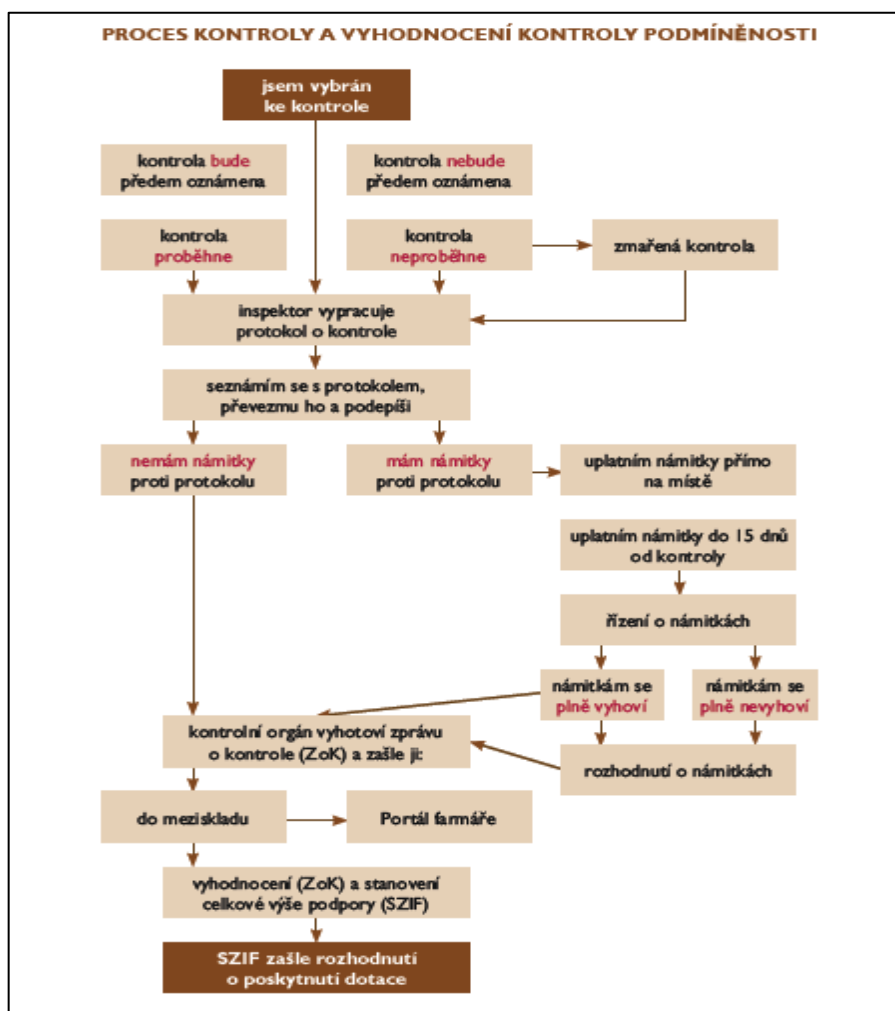 PROCES KONTROLY A VYHODNOCENÍ KONTROLY PODMÍNĚNOSTI
jsem vybrán
ke kontrole
kontrola bude
předem oznámena
kontrola nebude
předem oznámena
kontrola
proběhne
kontrola
neproběhne
zmařená kontrola
inspektor vypracuje
protokol o kontrole
seznámím se s protokolem,
převezmu ho a podepíši
nemám námitky
proti protokolu
mám námitky
proti protokolu
uplatním námitky přímo
na místě
uplatním námitky do 15 dnů
od kontroly
řízení o námitkách
námitkám se
plně vyhoví
námitkám se
plně nevyhoví
kontrolní orgán vyhotoví zprávu
o kontrole (ZoK) a zašle ji:
rozhodnutí o námitkách
do meziskladu
Portál farmáře
vyhodnocení (ZoK) a stanovení
celkové výše podpory (SZIF)
SZIF zašle rozhodnutí
o poskytnutí dotace